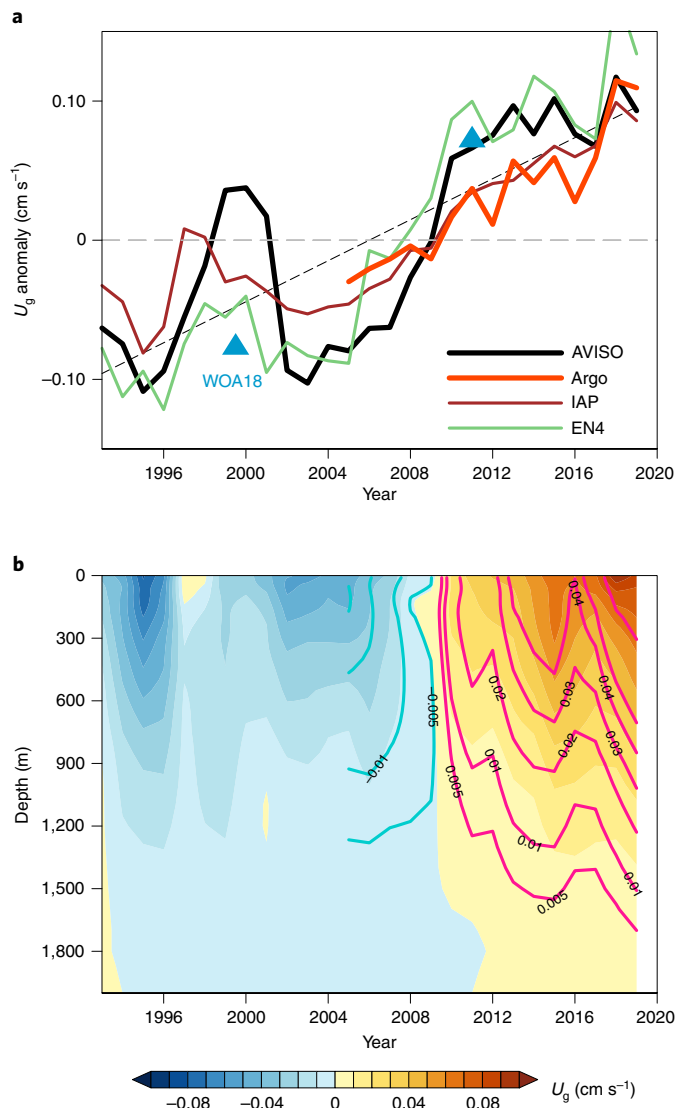 a
0.10
0
−0.10
U_g anomaly (cm s⁻¹)
WOA18
AVISO
Argo
IAP
EN4
1996 2000 2004 2008 2012 2016 2020
Year
b
0
300
600
900
1,200
1,500
1,800
Depth (m)
−0.01
−0.005
0.005
0.01
0.02
0.03
0.04
0.02
0.01
0.005
0.04
0.03
0.01
1996 2000 2004 2008 2012 2016 2020
Year
−0.08 −0.04 0 0.04 0.08
U_g (cm s⁻¹)